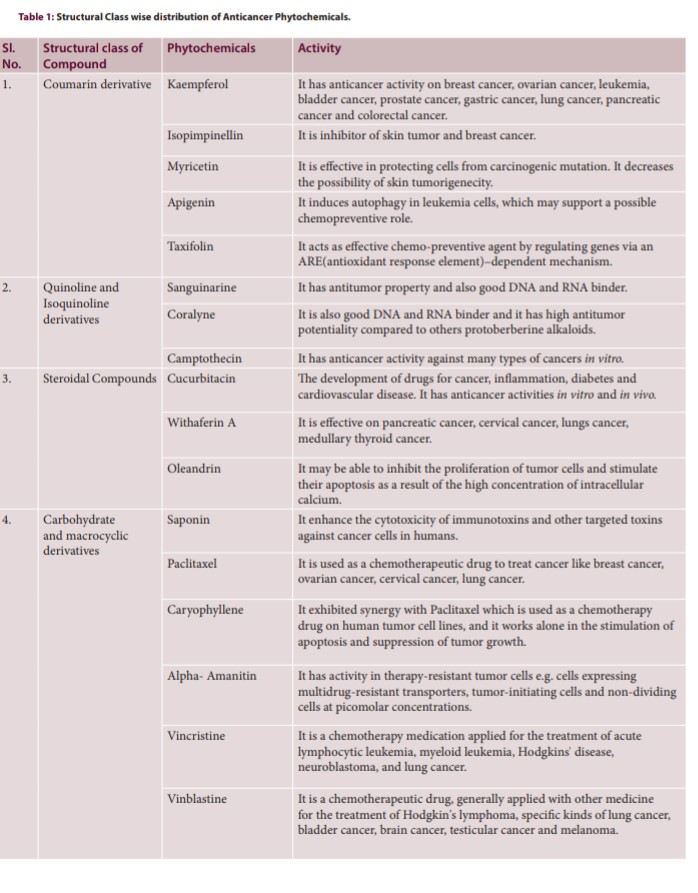 Table 1: Structural Class wise distribution of Anticancer Phytochemicals.
Sl. No. Structural class of Compound Phytochemicals Activity
1. Coumarin derivative Kaempferol It has anticancer activity on breast cancer, ovarian cancer, leukemia,
bladder cancer, prostate cancer, gastric cancer, lung cancer, pancreatic
cancer and colorectal cancer.
Isopimpinellin It is inhibitor of skin tumor and breast cancer.
Myricetin It is effective in protecting cells from carcinogenic mutation. It decreases
the possibility of skin tumorigenecity.
Apigenin It induces autophagy in leukemia cells, which may support a possible
chemopreventive role.
Taxifolin It acts as effective chemo-preventive agent by regulating genes via an
ARE(antioxidant response element)–dependent mechanism.
2. Quinoline and Isoquinoline derivatives Sanguinarine It has antitumor property and also good DNA and RNA binder.
Coralyne It is also good DNA and RNA binder and it has high antitumor
potentiality compared to others protoberberine alkaloids.
Camptothecin It has anticancer activity against many types of cancers in vitro.
3. Steroidal Compounds Cucurbitacin The development of drugs for cancer, inflammation, diabetes and
cardiovascular disease. It has anticancer activities in vitro and in vivo.
Withaferin A It is effective on pancreatic cancer, cervical cancer, lungs cancer,
medullary thyroid cancer.
Oleandrin It may be able to inhibit the proliferation of tumor cells and stimulate
their apoptosis as a result of the high concentration of intracellular
calcium.
4. Carbohydrate and macrocyclic derivatives Saponin It enhance the cytotoxicity of immunotoxins and other targeted toxins
against cancer cells in humans.
Paclitaxel It is used as a chemotherapeutic drug to treat cancer like breast cancer,
ovarian cancer, cervical cancer, lung cancer.
Caryophyllene It exhibited synergy with Paclitaxel which is used as a chemotherapy
drug on human tumor cell lines, and it works alone in the stimulation of
apoptosis and suppression of tumor growth.
Alpha- Amanitin It has activity in therapy-resistant tumor cells e.g. cells expressing
multidrug-resistant transporters, tumor-initiating cells and non-dividing
cells at picomolar concentrations.
Vincristine It is a chemotherapy medication applied for the treatment of acute
lymphocytic leukemia, myeloid leukemia, Hodgkins' disease,
neuroblastoma, and lung cancer.
Vinblastine It is a chemotherapeutic drug, generally applied with other medicine
for the treatment of Hodgkin's lymphoma, specific kinds of lung cancer,
bladder cancer, brain cancer, testicular cancer and melanoma.